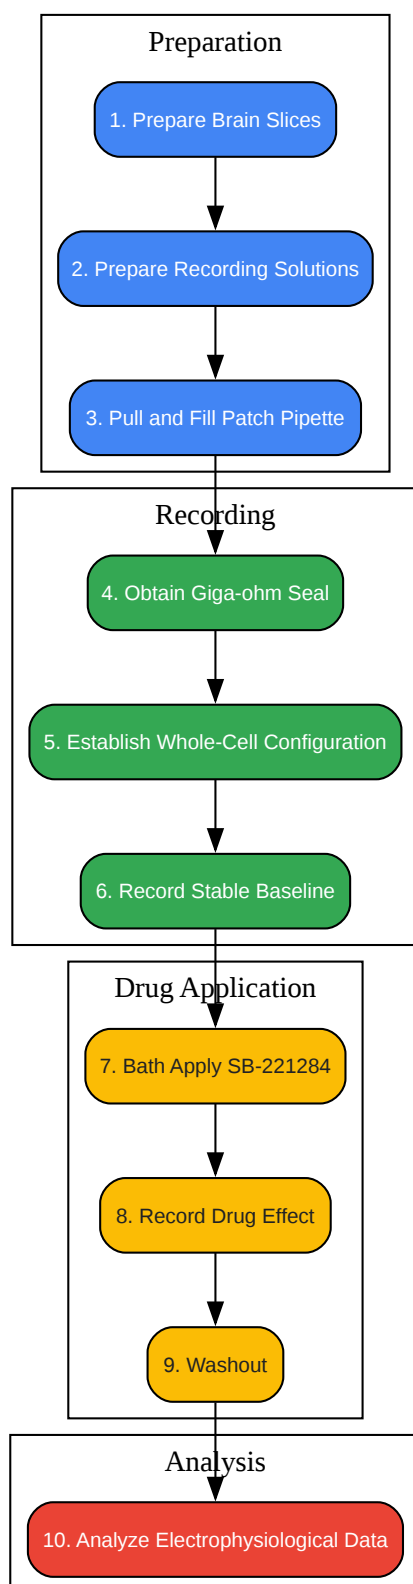 Preparation
1. Prepare Brain Slices
2. Prepare Recording Solutions
3. Pull and Fill Patch Pipette
Recording
4. Obtain Giga-ohm Seal
5. Establish Whole-Cell Configuration
6. Record Stable Baseline
Drug Application
7. Bath Apply SB-221284
8. Record Drug Effect
9. Washout
Analysis
10. Analyze Electrophysiological Data